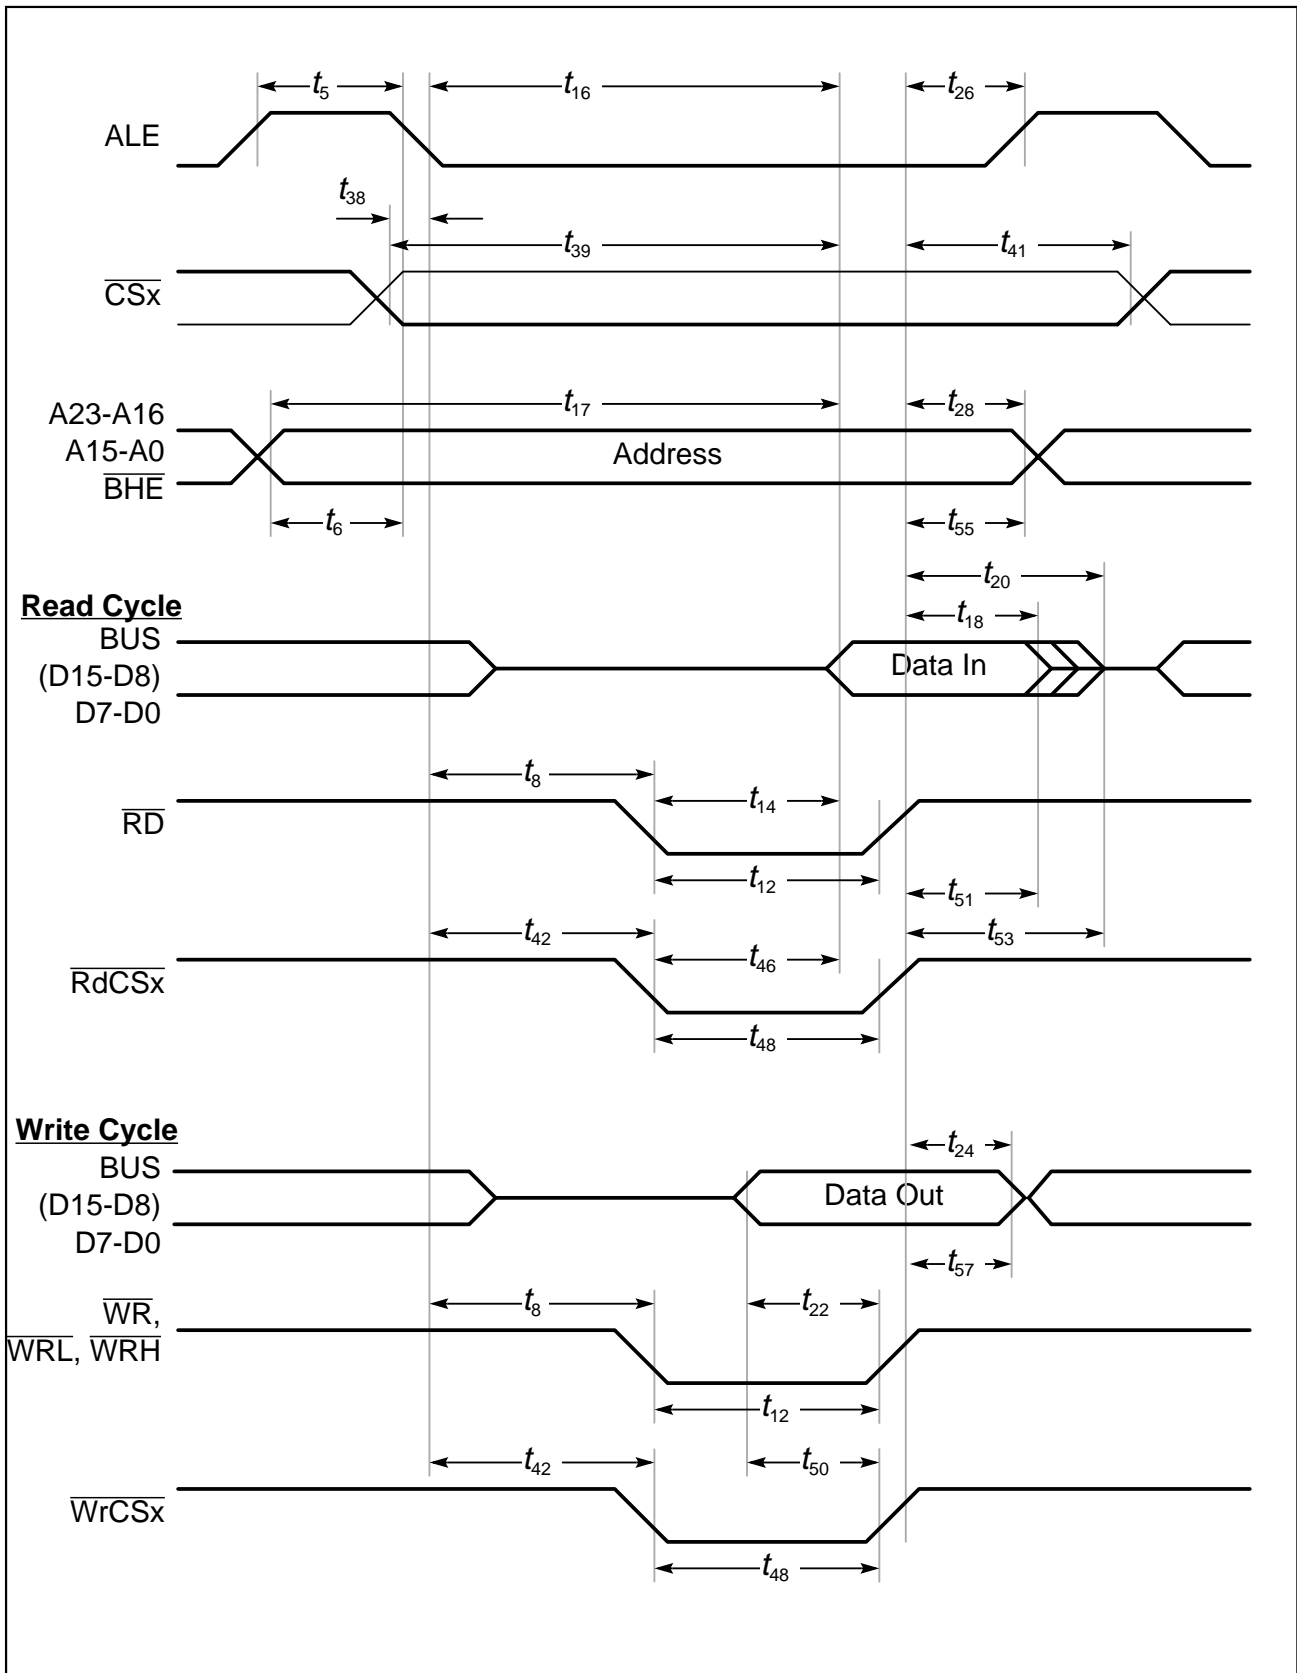 t5 t16 t26
ALE
t38
t39 t41
CSx
A23-A16 t17 t28
A15-A0 Address
BHE
t6 t55
t20
Read Cycle t18
BUS
(D15-D8) Data In
D7-D0
t8
t14
RD
t12 t51
t42 t53
t46
RdCSx
t48
Write Cycle
t24
BUS
(D15-D8) Data Out
D7-D0
t57
WR, t8 t22
WRL, WRH
t12
t42 t50
WrCSx
t48